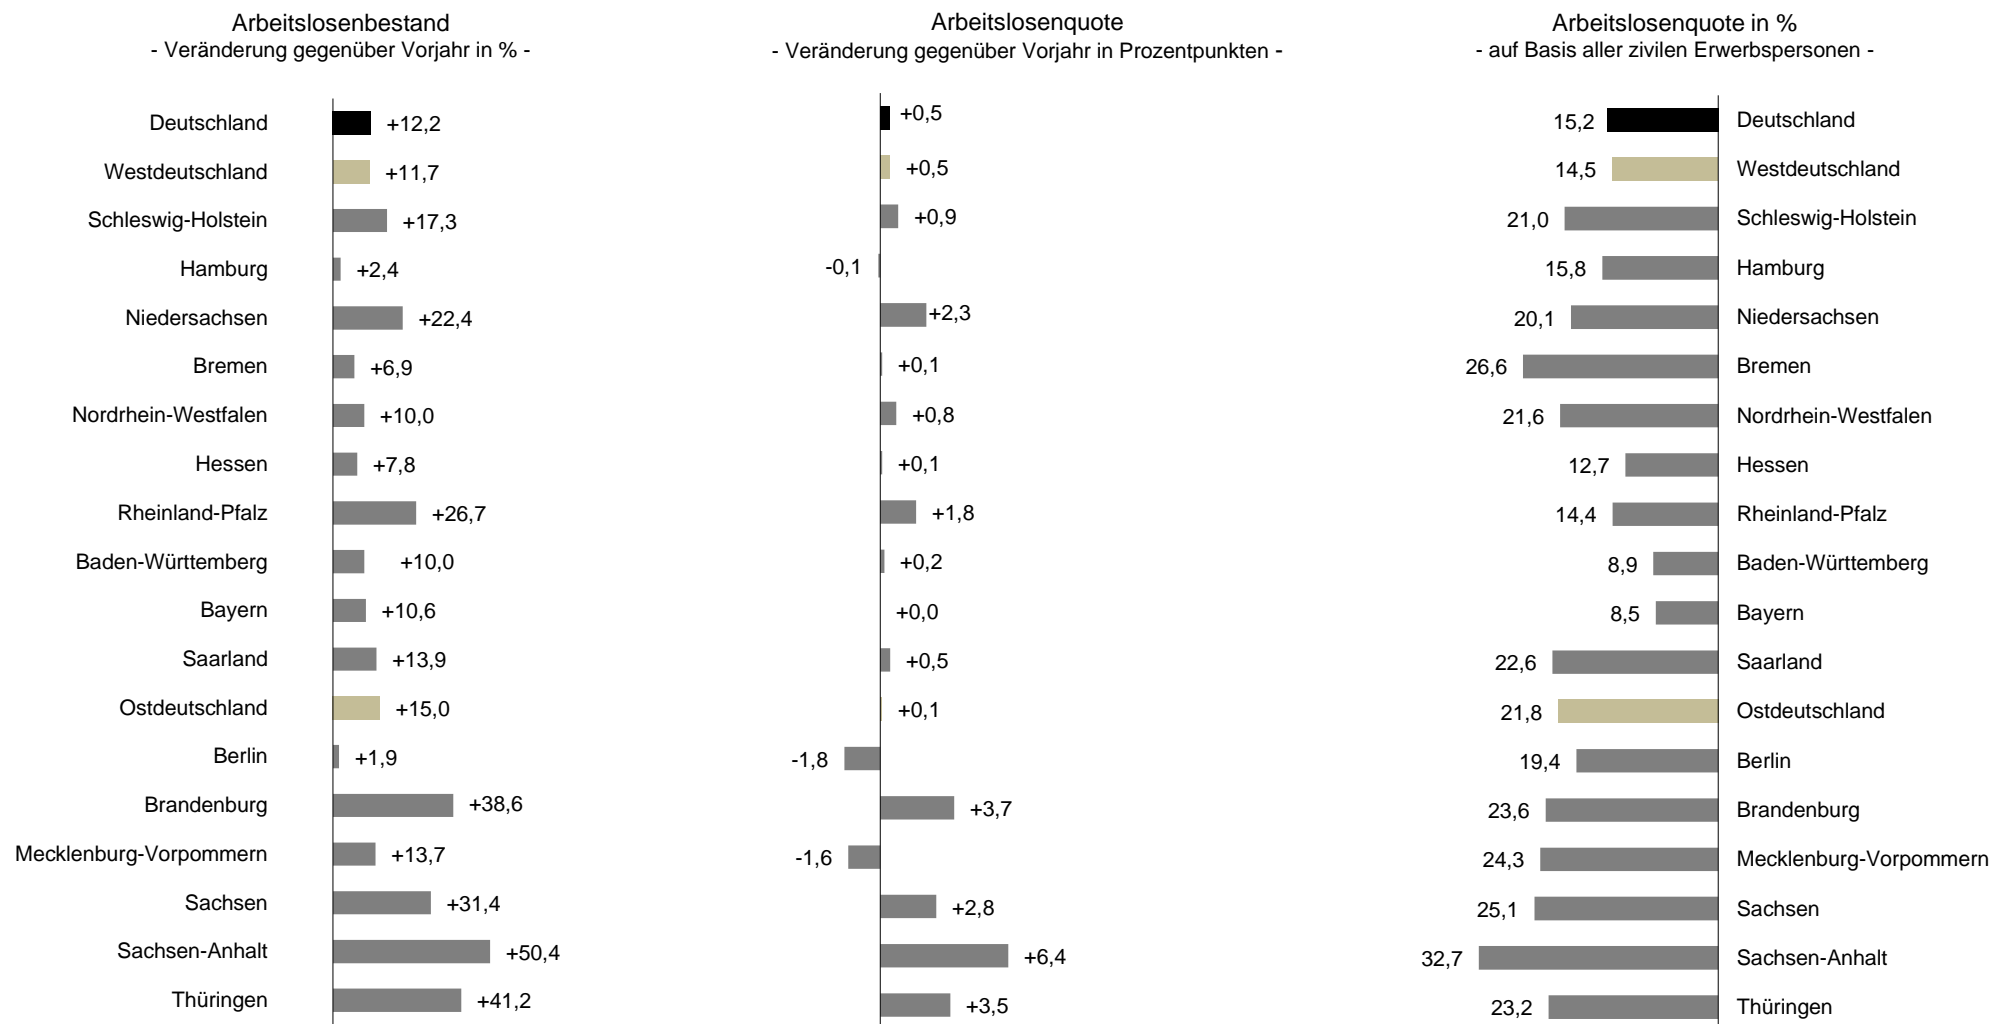 Arbeitslosenbestand
- Veränderung gegenüber Vorjahr in % -
Arbeitslosenquote
- Veränderung gegenüber Vorjahr in Prozentpunkten -
Arbeitslosenquote in %
- auf Basis aller zivilen Erwerbspersonen -
Deutschland +12,2 +0,5 15,2 Deutschland
Westdeutschland +11,7 +0,5 14,5 Westdeutschland
Schleswig-Holstein +17,3 +0,9 21,0 Schleswig-Holstein
Hamburg +2,4 -0,1 15,8 Hamburg
Niedersachsen +22,4 +2,3 20,1 Niedersachsen
Bremen +6,9 +0,1 26,6 Bremen
Nordrhein-Westfalen +10,0 +0,8 21,6 Nordrhein-Westfalen
Hessen +7,8 +0,1 12,7 Hessen
Rheinland-Pfalz +26,7 +1,8 14,4 Rheinland-Pfalz
Baden-Württemberg +10,0 +0,2 8,9 Baden-Württemberg
Bayern +10,6 +0,0 8,5 Bayern
Saarland +13,9 +0,5 22,6 Saarland
Ostdeutschland +15,0 +0,1 21,8 Ostdeutschland
Berlin +1,9 -1,8 19,4 Berlin
Brandenburg +38,6 +3,7 23,6 Brandenburg
Mecklenburg-Vorpommern +13,7 -1,6 24,3 Mecklenburg-Vorpommern
Sachsen +31,4 +2,8 25,1 Sachsen
Sachsen-Anhalt +50,4 +6,4 32,7 Sachsen-Anhalt
Thüringen +41,2 +3,5 23,2 Thüringen